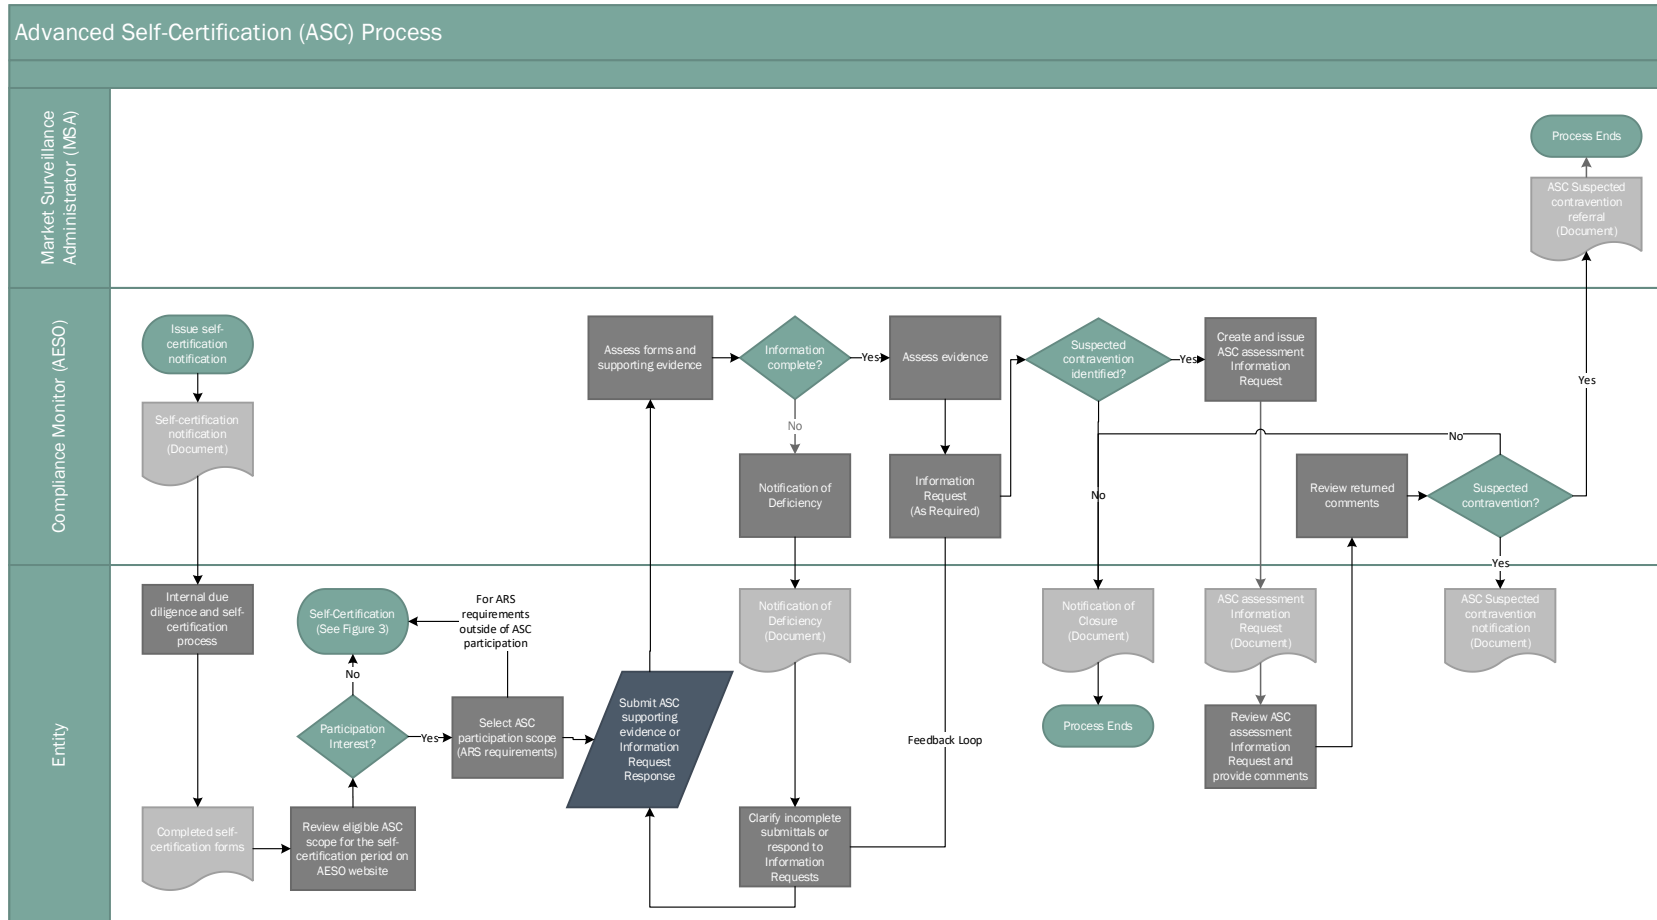 Advanced Self-Certification (ASC) Process
Market Surveillance
Administrator (MSA)
Process Ends
ASC Suspected
contravention
referral
(Document)
Compliance Monitor (AESO)
Issue self-
certification
notification
Self-certification
notification
(Document)
Assess forms and
supporting evidence
Information
complete?
Yes
No
Notification of
Deficiency
Assess evidence
Information
Request
(As Required)
Suspected
contravention
identified?
Yes
No
Create and issue
ASC assessment
Information
Request
Review returned
comments
Suspected
contravention?
No
Yes
Yes
Entity
Internal due
diligence and self-
certification
process
Completed self-
certification forms
Review eligible ASC
scope for the self-
certification period on
AESO website
Participation
Interest?
No
Yes
Self-Certification
(See Figure 3)
For ARS
requirements
outside of ASC
participation
Select ASC
participation scope
(ARS requirements)
Submit ASC
supporting
evidence or
Information
Request
Response
Notification of
Deficiency
(Document)
Clarify incomplete
submittals or
respond to
Information
Requests
Feedback Loop
Notification of
Closure
(Document)
Process Ends
ASC assessment
Information
Request
(Document)
Review ASC
assessment
Information
Request and
provide comments
ASC Suspected
contravention
notification
(Document)